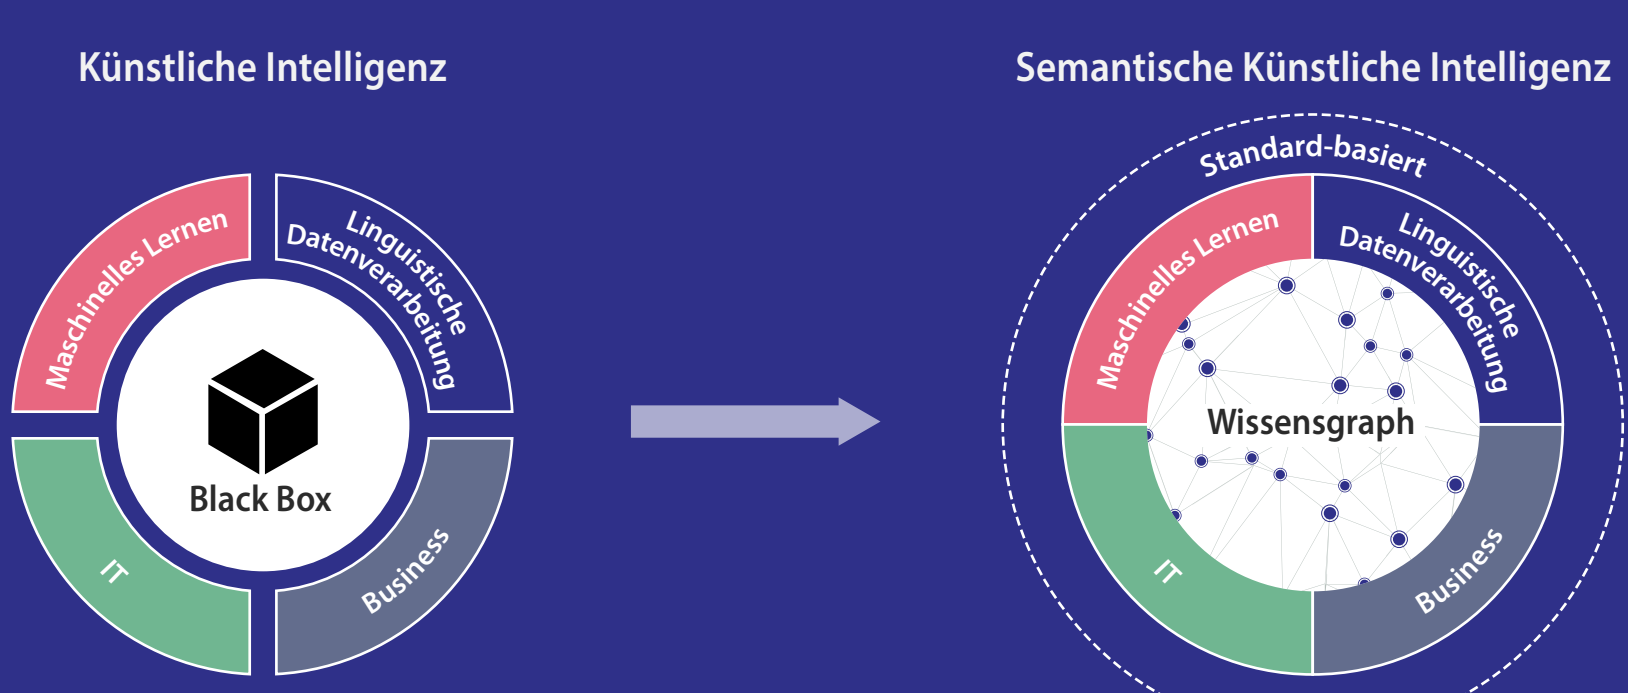 Künstliche Intelligenz
Maschinelles Lernen
Linguistische
Datenverarbeitung
Black Box
IT
Business
Semantische Künstliche Intelligenz
Standard-basiert
Maschinelles Lernen
Linguistische
Datenverarbeitung
Wissensgraph
IT
Business